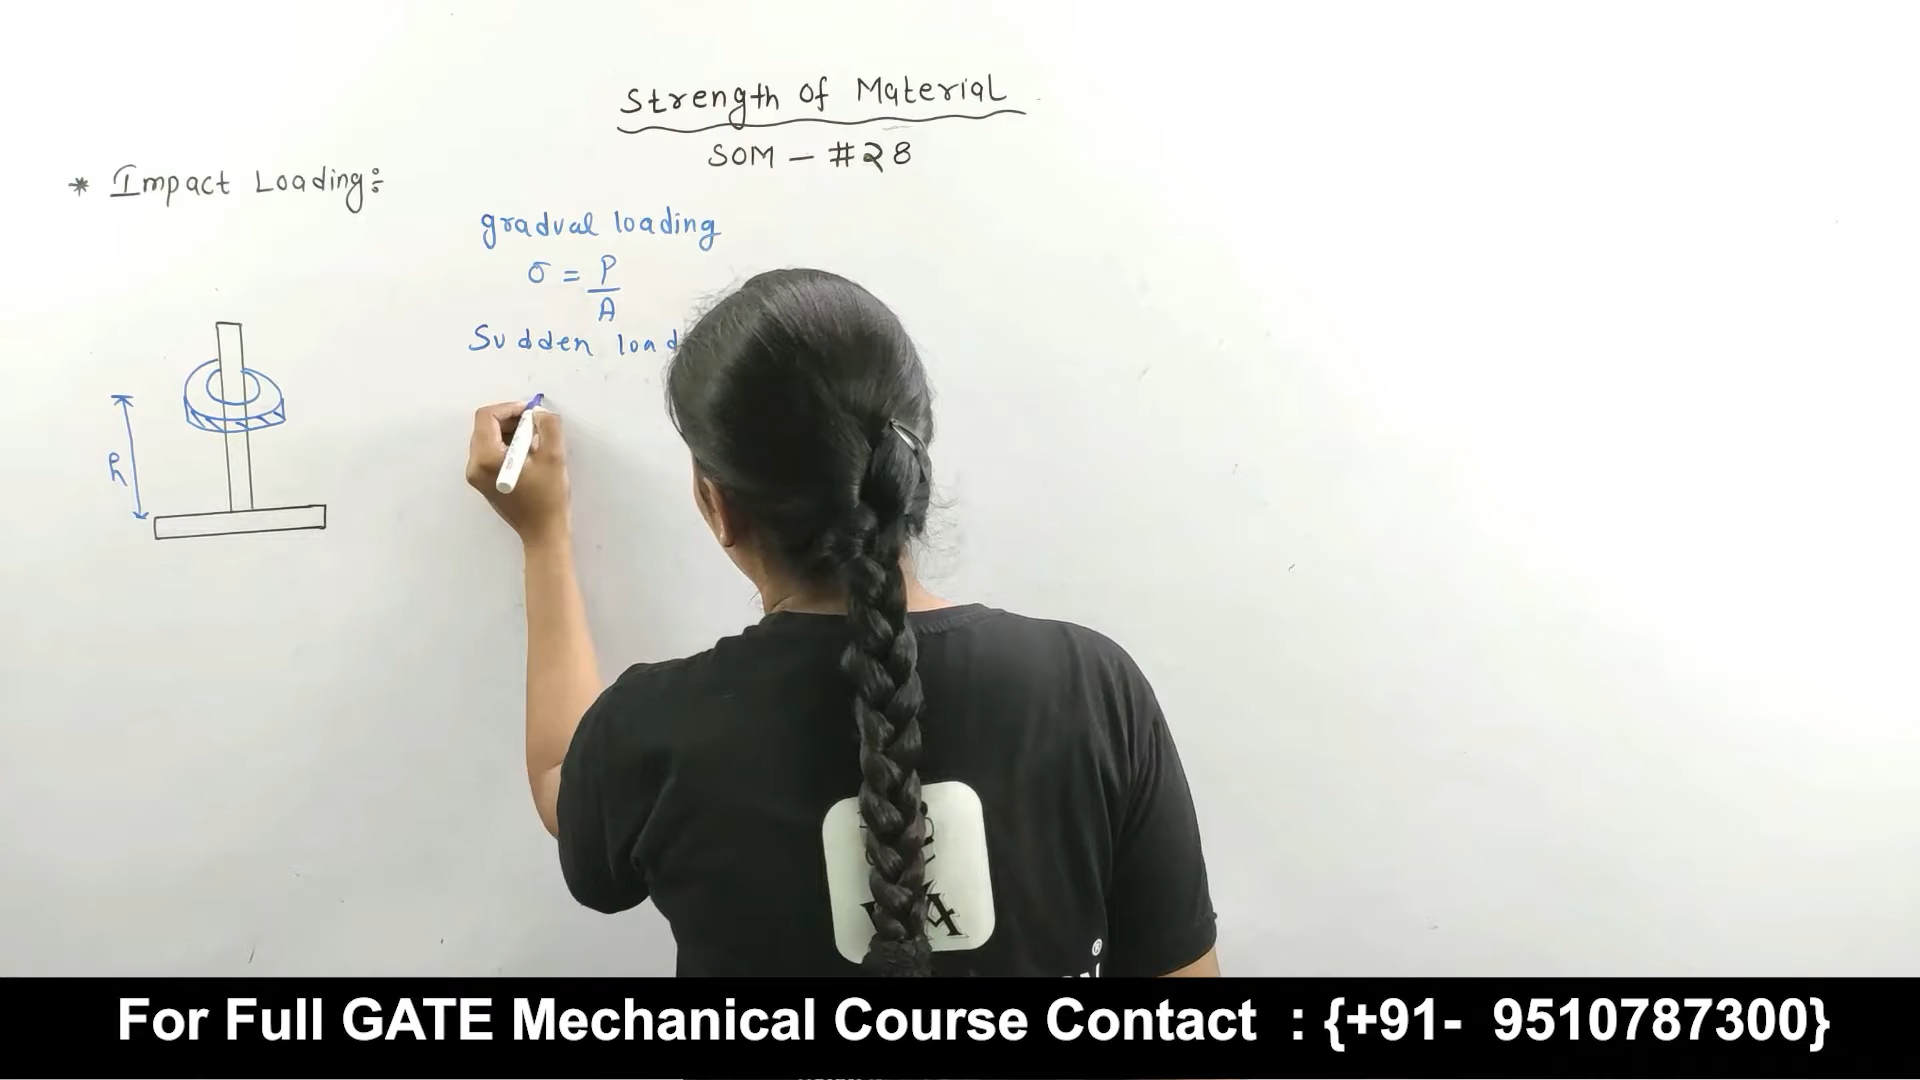 Strength of Material
SOM - #28
* Impact Loading:
gradual loading
σ = P
A
Sudden load
h
For Full GATE Mechanical Course Contact : {+91- 9510787300}